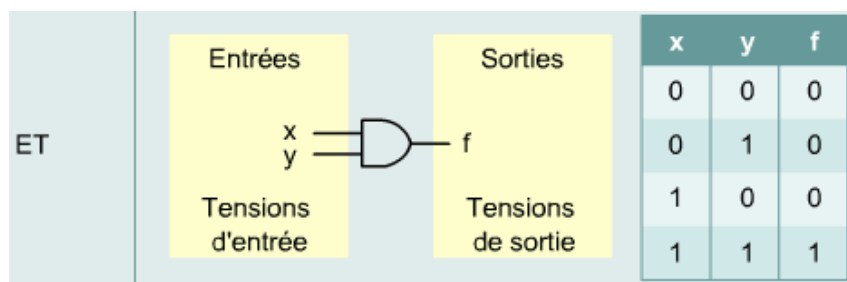 ET
Entrées
Sorties
x
y
f
Tensions
d'entrée
Tensions
de sortie
x y f
0 0 0
0 1 0
1 0 0
1 1 1